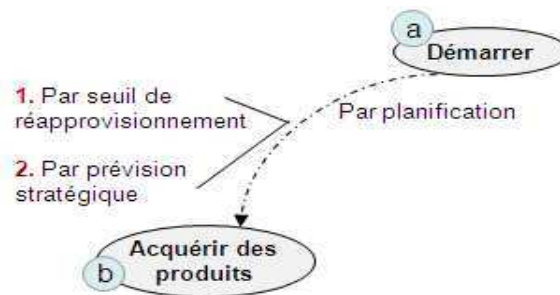 a
Démarrer
1. Par seuil de
réapprovisionnement
Par planification
2. Par prévision
stratégique
Acquérir des
produits
b